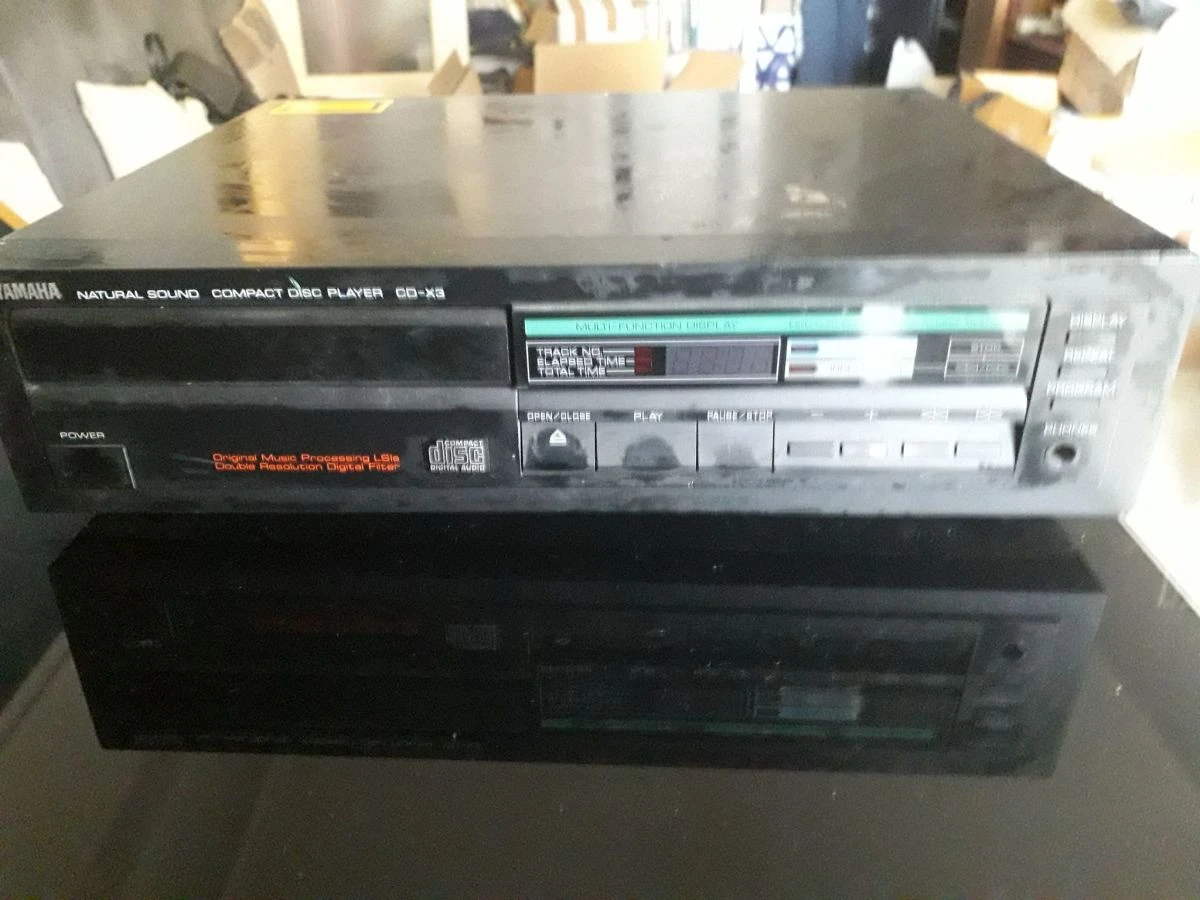 YAMAHA NATURAL SOUND COMPACT DISC PLAYER CD-X3
MULTI FUNCTION DISPLAY
DISPLAY
TRACK NO.
ELAPSED TIME
TOTAL TIME
REPEAT
PROGRAM
OPEN/CLOSE PLAY PAUSE/STOP − +
PHONES
POWER
Original Music Processing LSIs
Double Resolution Digital Filter
COMPACT
disc
DIGITAL AUDIO